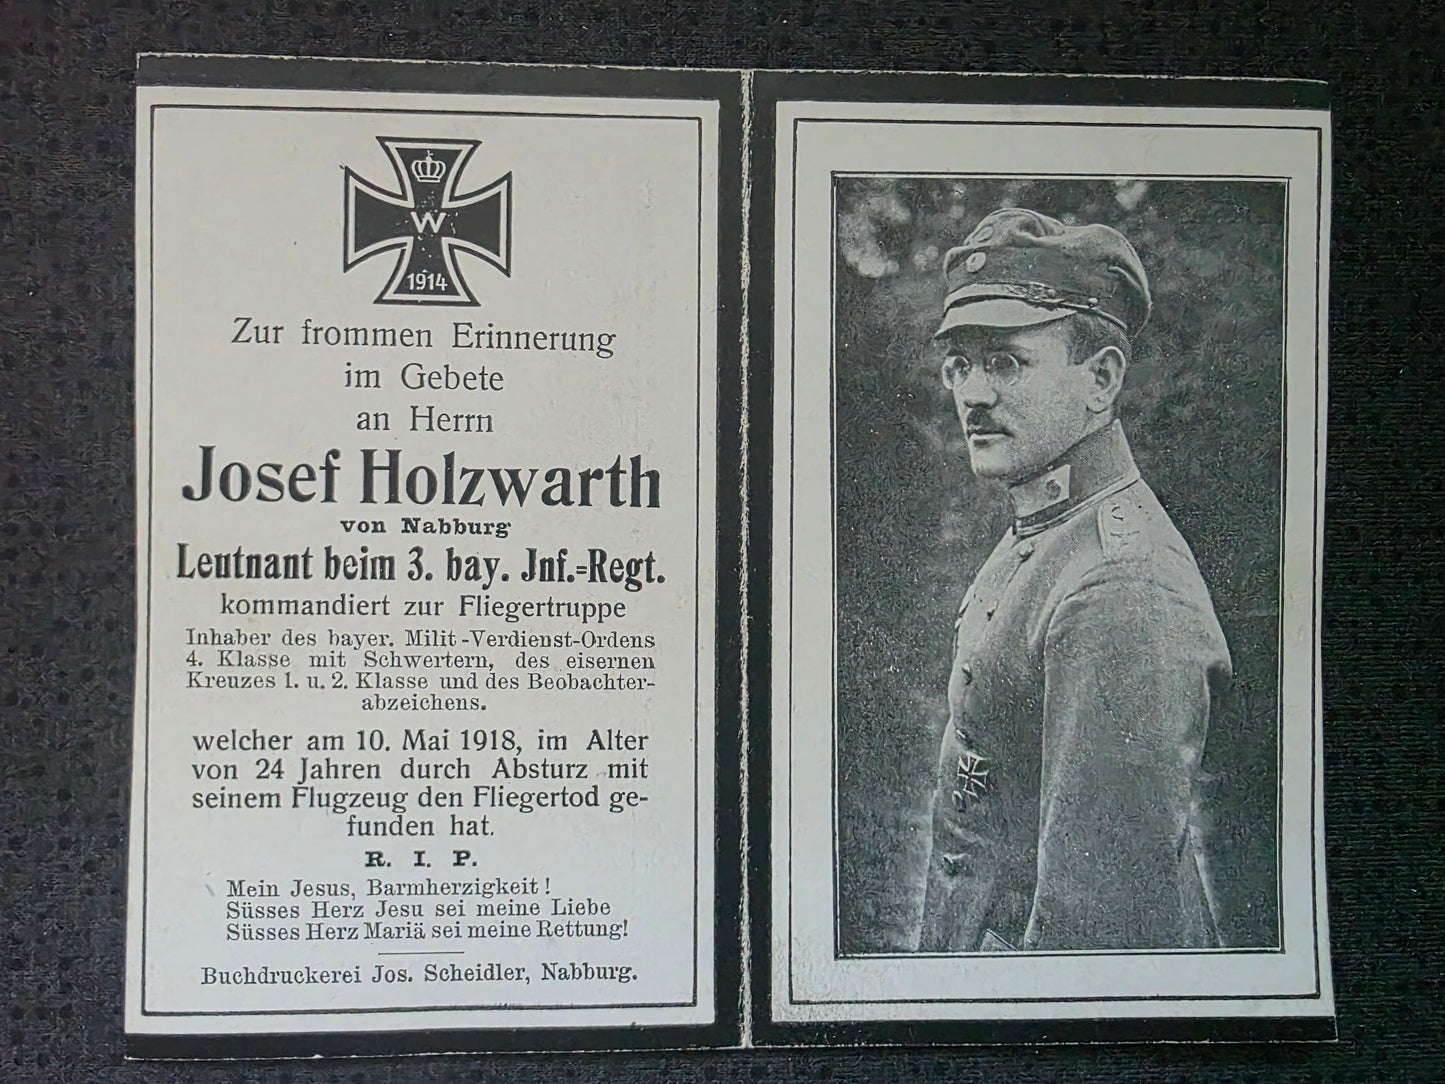 W
1914
Zur frommen Erinnerung
im Gebete
an Herrn
Josef Holzwarth
von Nabburg
Leutnant beim 3. bay. Inf.=Regt.
kommandiert zur Fliegertruppe
Inhaber des bayer. Milit -Verdienst-Ordens
4. Klasse mit Schwertern, des eisernen
Kreuzes 1. u. 2. Klasse und des Beobachter-
abzeichens.
welcher am 10. Mai 1918, im Alter
von 24 Jahren durch Absturz mit
seinem Flugzeug den Fliegertod ge-
funden hat.
R. I. P.
Mein Jesus, Barmherzigkeit!
Süsses Herz Jesu sei meine Liebe
Süsses Herz Mariä sei meine Rettung!
Buchdruckerei Jos. Scheidler, Nabburg.